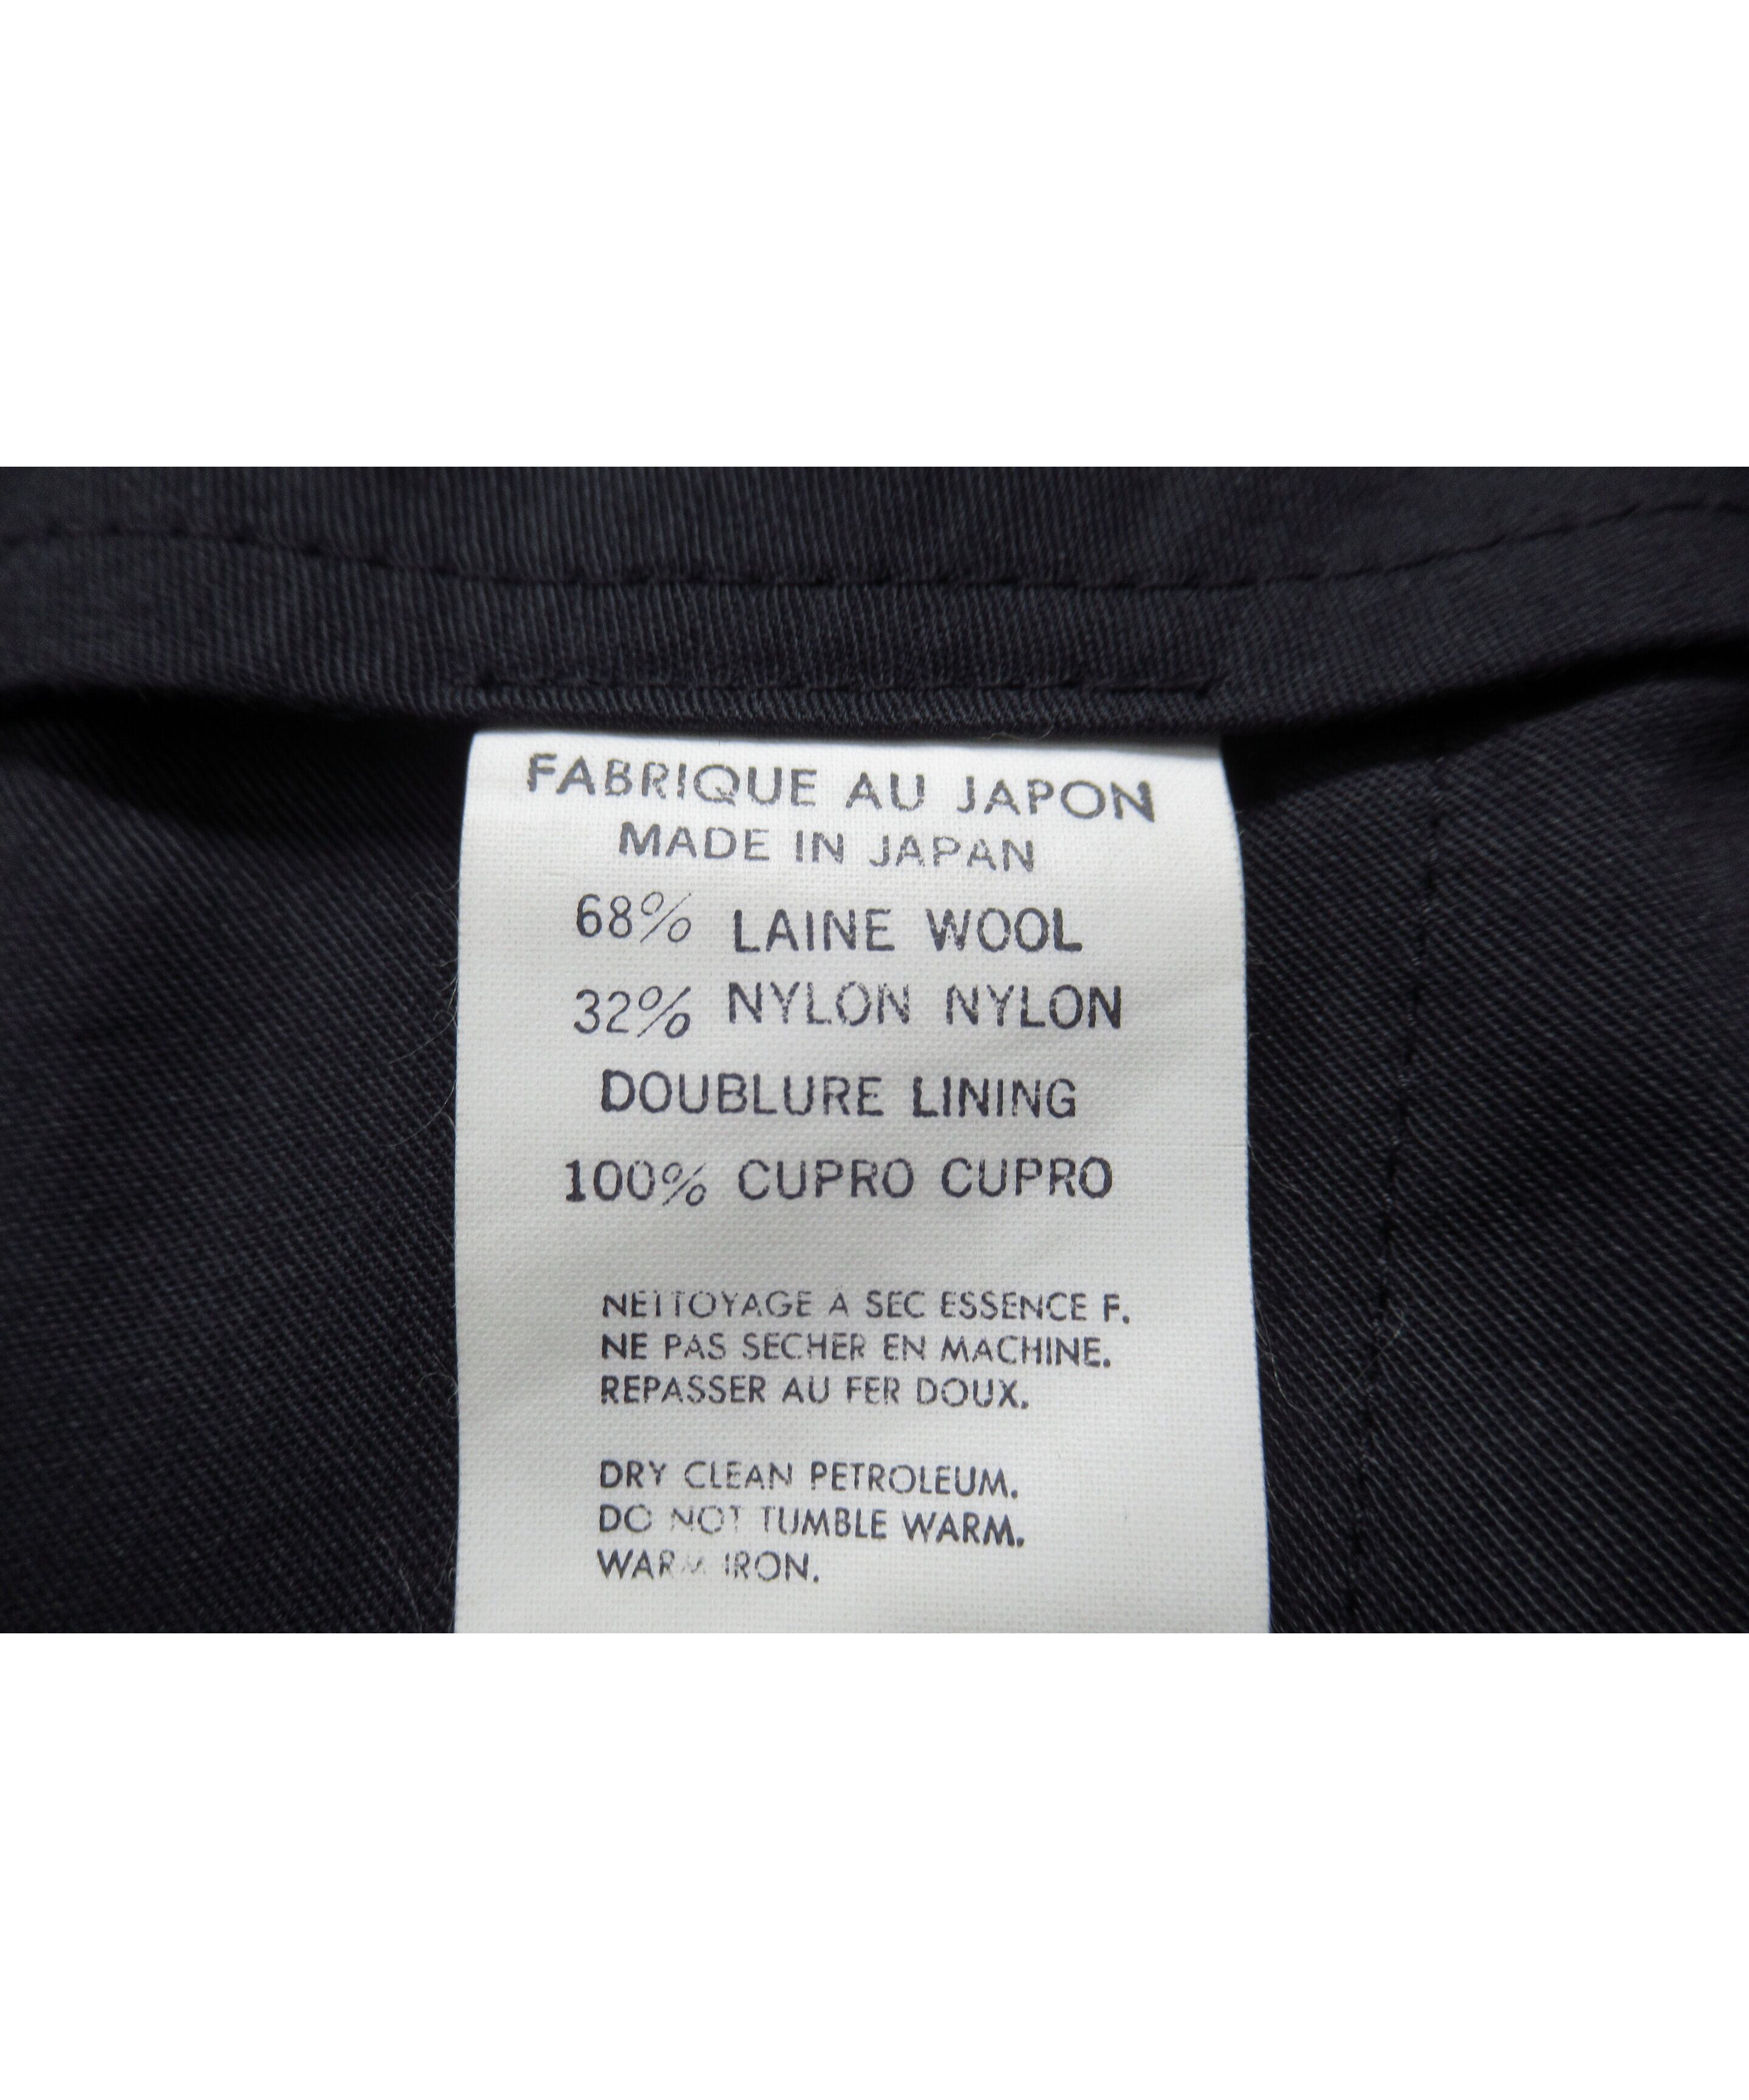 FABRIQUE AU JAPON
MADE IN JAPAN
68% LAINE WOOL
32% NYLON NYLON
DOUBLURE LINING
100% CUPRO CUPRO
NETTOYAGE A SEC ESSENCE F.
NE PAS SECHER EN MACHINE.
REPASSER AU FER DOUX.
DRY CLEAN PETROLEUM.
DO NOT TUMBLE WARM.
WARM IRON.